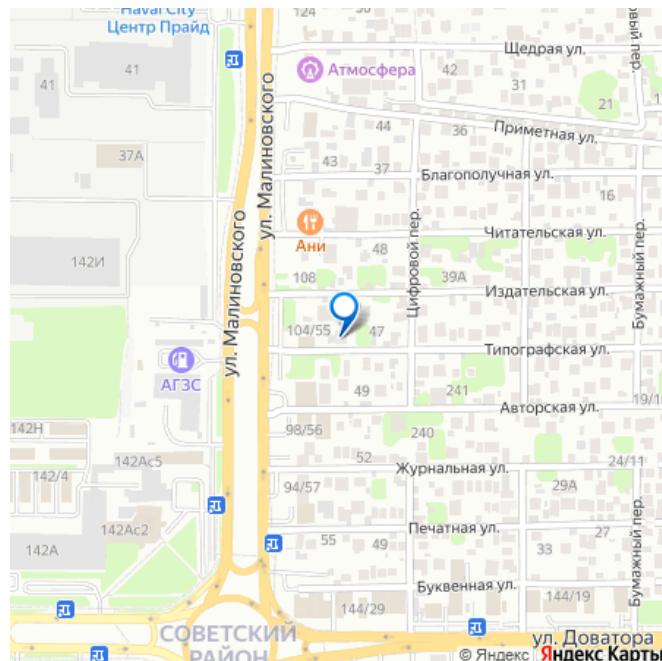 Haval City
Центр Прайд
124
Щедрая ул.
41
41
Атмосфера
42
31
21
44
36
Приметная ул.
37А
43
37
Благополучная ул.
16
ул. Малиновского
Ани
48
Читательская ул.
142И
108
39А
Издательская ул.
Цифровой пер.
Бумажный пер.
ул. Малиновского
104/55
47
Типографская ул.
АГЗС
49
241
Авторская ул.
142Н
98/56
240
142Ас5
52
Журнальная ул.
24/11
142/4
94/57
29А
142Ас2
Печатная ул.
27
142А
55
49
33
Бумажный пер.
Буквенная ул.
144/19
144/29
СОВЕТСКИЙ
РАЙОН
ул. Доватора
© Яндекс Яндекс Карты